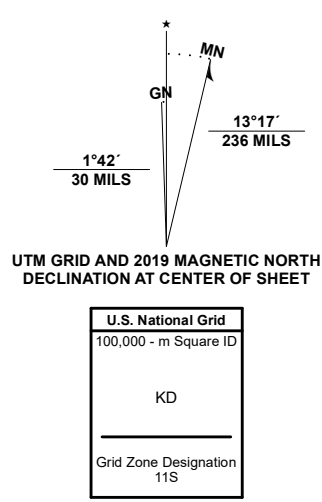 ★
MN
GN
13°17´
236 MILS
1°42´
30 MILS
UTM GRID AND 2019 MAGNETIC NORTH
DECLINATION AT CENTER OF SHEET
U.S. National Grid
100,000 - m Square ID
KD
Grid Zone Designation
11S